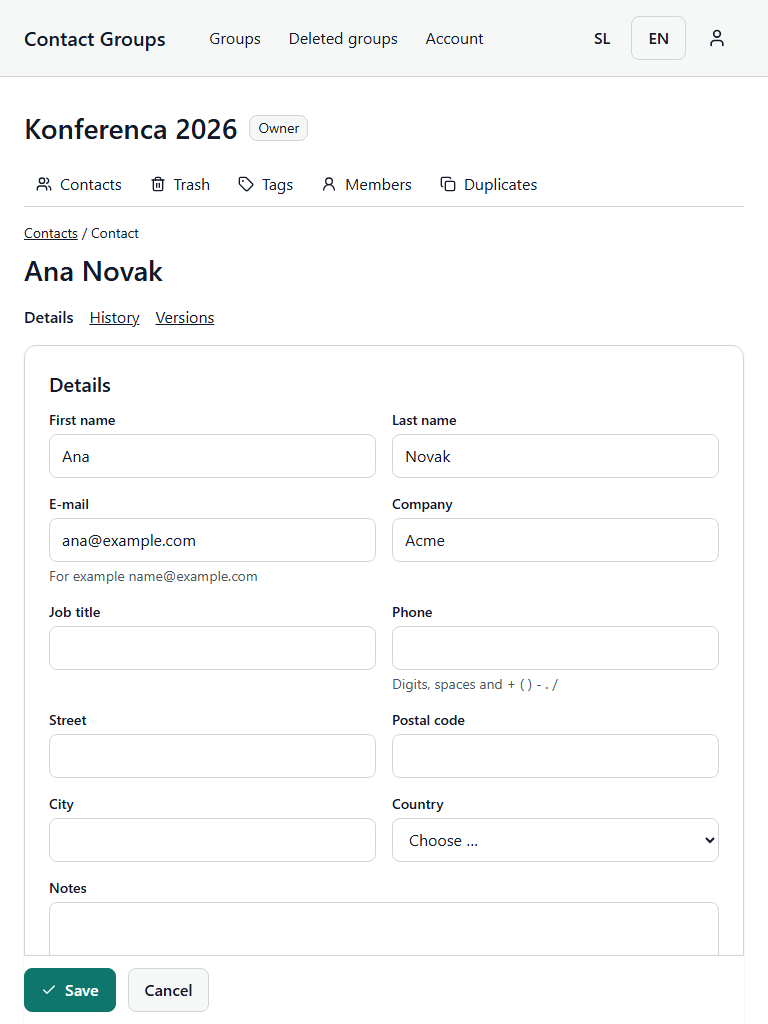 Contact Groups Groups Deleted groups Account SL EN
Konferenca 2026 Owner
Contacts Trash Tags Members Duplicates
Contacts / Contact
Ana Novak
Details History Versions
Details
First name Last name
Ana Novak
E-mail Company
ana@example.com Acme
For example name@example.com
Job title Phone
Digits, spaces and + ( ) - . /
Street Postal code
City Country
Choose ...
Notes
Save Cancel